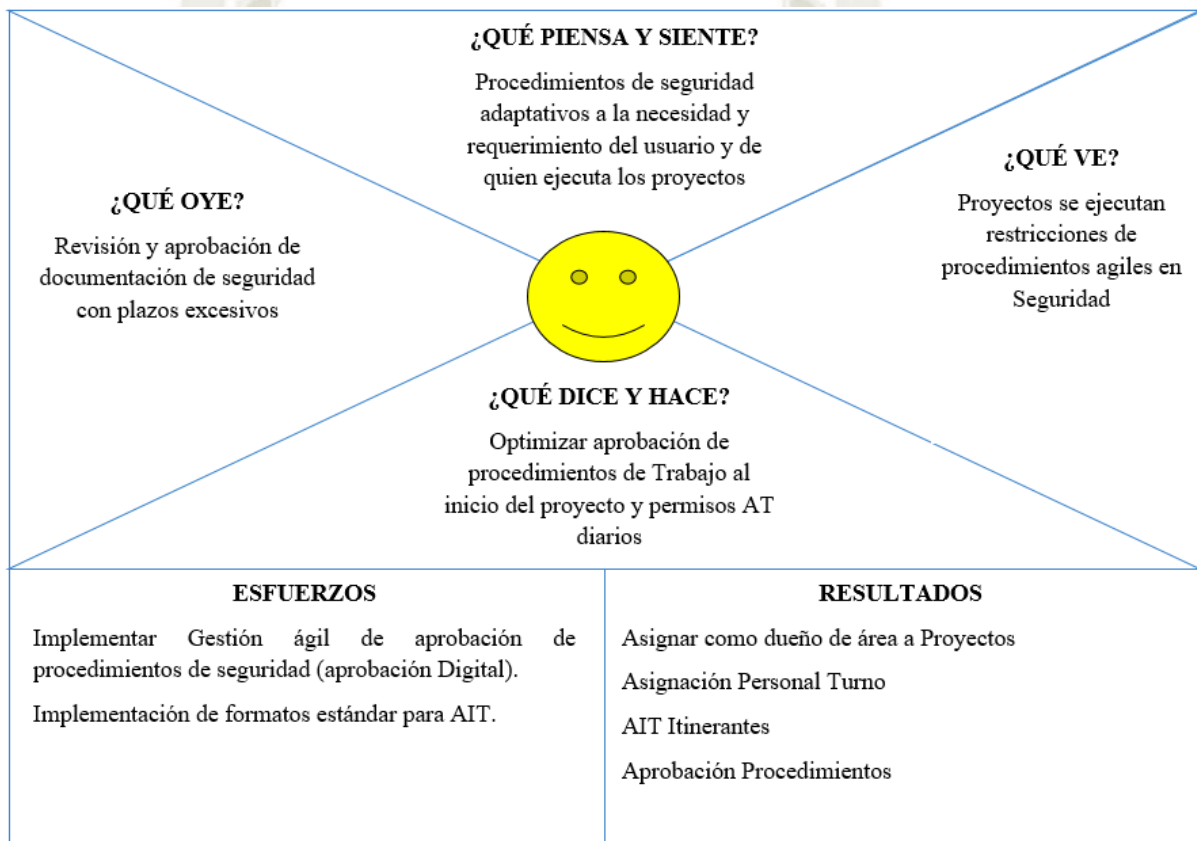 ¿QUÉ PIENSA Y SIENTE?
Procedimientos de seguridad
adaptativos a la necesidad y
requerimiento del usuario y de
quien ejecuta los proyectos
¿QUÉ OYE?
Revisión y aprobación de
documentación de seguridad
con plazos excesivos
¿QUÉ VE?
Proyectos se ejecutan
restricciones de
procedimientos agiles en
Seguridad
¿QUÉ DICE Y HACE?
Optimizar aprobación de
procedimientos de Trabajo al
inicio del proyecto y permisos AT
diarios
ESFUERZOS
Implementar Gestión ágil de aprobación de
procedimientos de seguridad (aprobación Digital).
Implementación de formatos estándar para AIT.
RESULTADOS
Asignar como dueño de área a Proyectos
Asignación Personal Turno
AIT Itinerantes
Aprobación Procedimientos